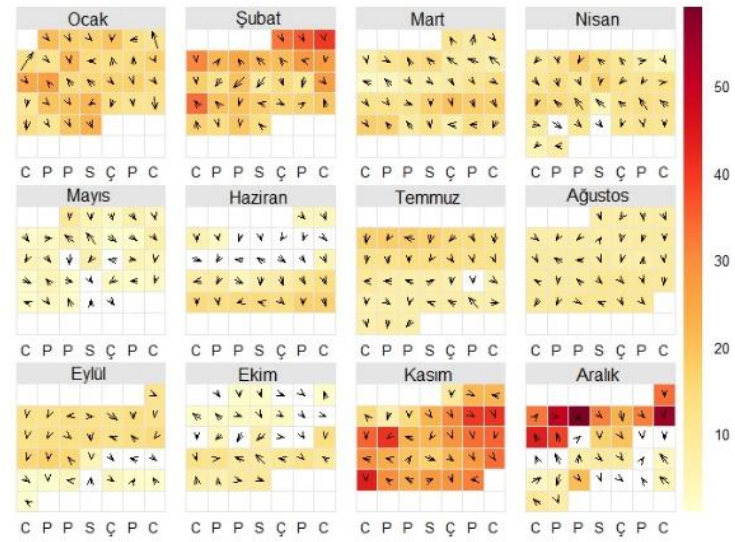 Ocak Şubat Mart Nisan
50
40
C P P S Ç P C C P P S Ç P C C P P S Ç P C C P P S Ç P C
Mayıs Haziran Temmuz Ağustos
30
20
C P P S Ç P C C P P S Ç P C C P P S Ç P C C P P S Ç P C
Eylül Ekim Kasım Aralık
10
C P P S Ç P C C P P S Ç P C C P P S Ç P C C P P S Ç P C